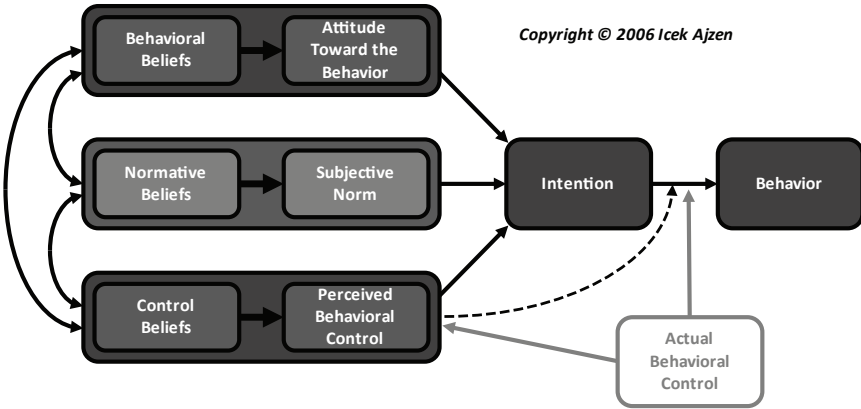 Copyright © 2006 Icek Ajzen
Behavioral
Beliefs
Attitude
Toward the
Behavior
Normative
Beliefs
Subjective
Norm
Intention
Behavior
Control
Beliefs
Perceived
Behavioral
Control
Actual
Behavioral
Control